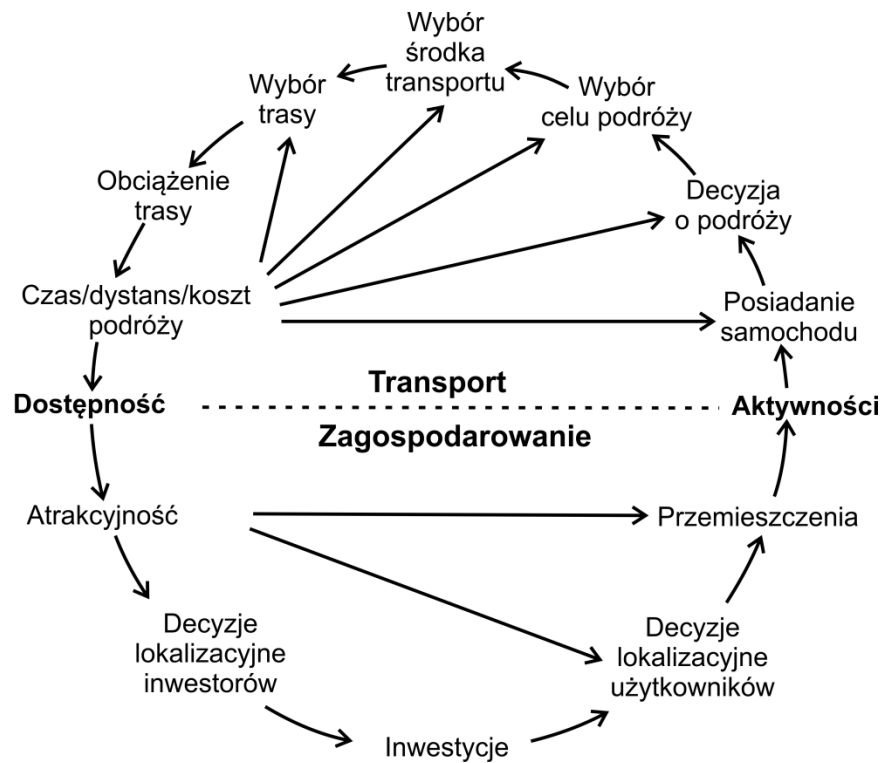 Wybór
środka
transportu
Wybór
trasy
Wybór
celu podróży
Obciążenie
trasy
Decyzja
o podróży
Czas/dystans/koszt
podróży
Posiadanie
samochodu
Transport
Dostępność
Aktywności
Zagospodarowanie
Atrakcyjność
Przemieszczenia
Decyzje
lokalizacyjne
inwestorów
Decyzje
lokalizacyjne
użytkowników
Inwestycje